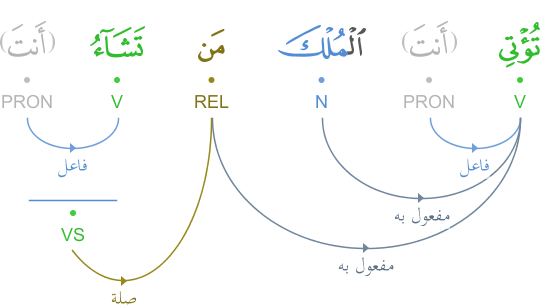 تُؤْتِي (أَنتَ) ٱلْمُلْكَ مَن تَشَآءُ (أَنتَ)
V PRON N REL V PRON
فاعل فاعل
مفعول به
VS
مفعول به
صلة